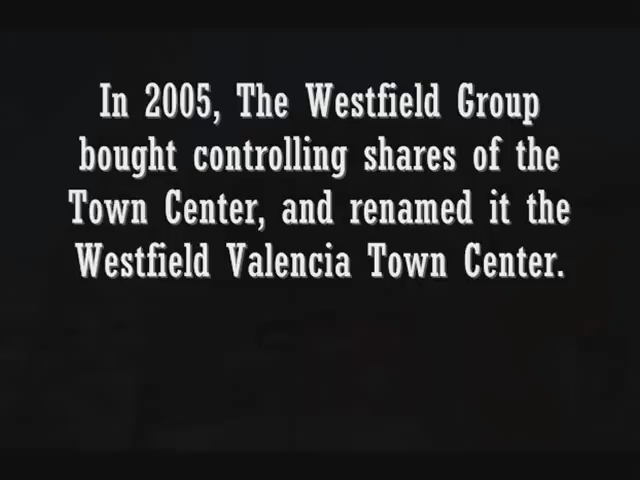 In 2005, The Westfield Group
bought controlling shares of the
Town Center, and renamed it the
Westfield Valencia Town Center.